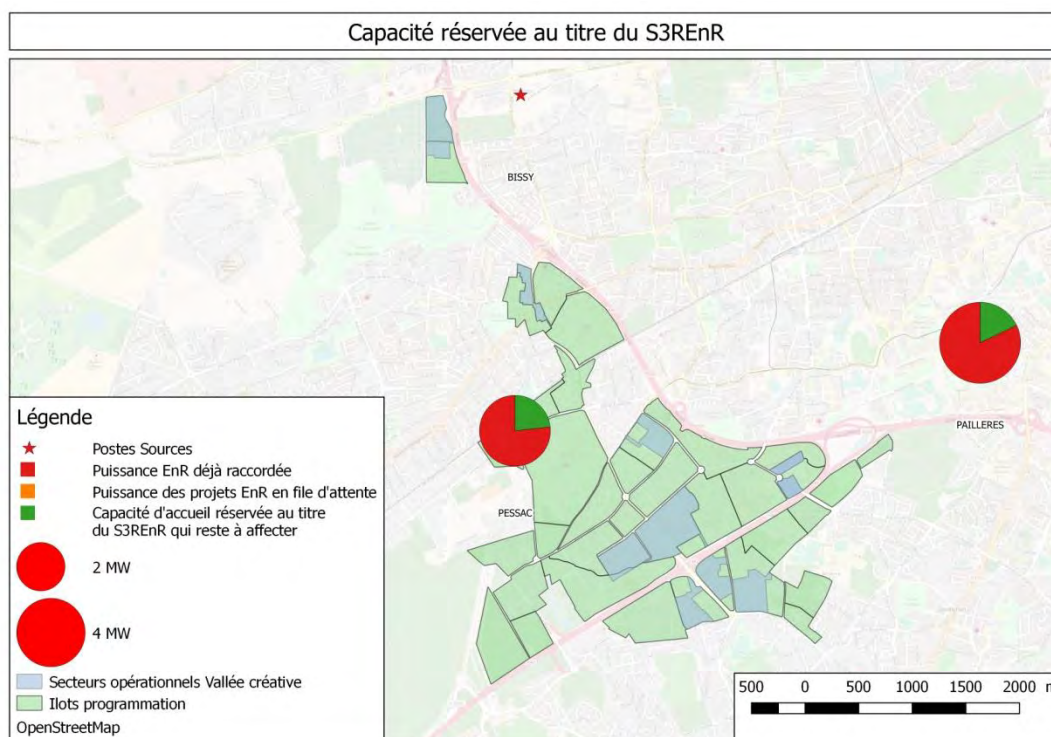 Capacité réservée au titre du S3REnR
BISSY
PAILLERES
PESSAC
Légende
Postes Sources
Puissance EnR déjà raccordée
Puissance des projets EnR en file d'attente
Capacité d'accueil réservée au titre
du S3REnR qui reste à affecter
2 MW
4 MW
Secteurs opérationnels Vallée créative
Ilots programmation
OpenStreetMap
500 0 500 1000 1500 2000 m